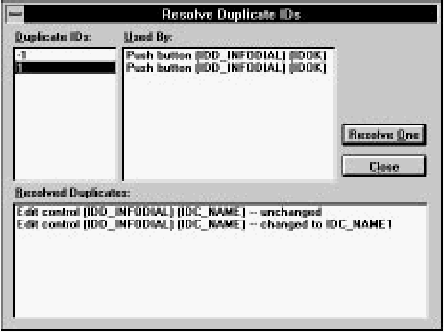 Resolve Duplicate IDs
Duplicate IDs:
Used By:
-1
1
Push button (IDD_INFODIAL) (IDOK)
Push button (IDD_INFODIAL) (IDOK)
Resolve One
Close
Resolved Duplicates:
Edit control (IDD_INFODIAL) (IDC_NAME) -- unchanged
Edit control (IDD_INFODIAL) (IDC_NAME) -- changed to IDC_NAME1